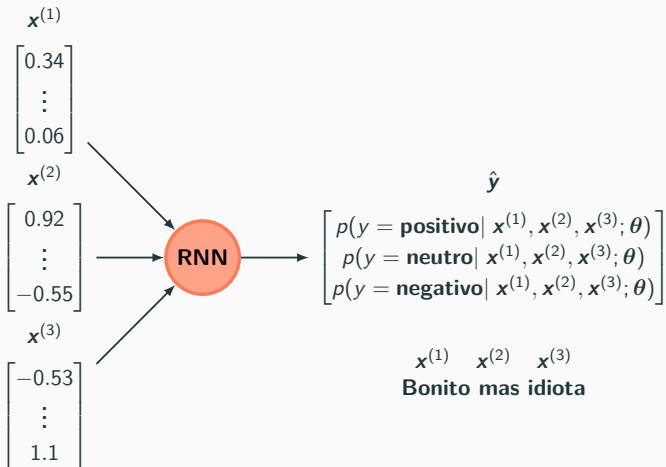 x^(1)
0.34
⋮
0.06
x^(2)
0.92
⋮
−0.55
x^(3)
−0.53
⋮
1.1
RNN
ŷ
p(y = positivo| x^(1), x^(2), x^(3); θ)
p(y = neutro| x^(1), x^(2), x^(3); θ)
p(y = negativo| x^(1), x^(2), x^(3); θ)
x^(1) x^(2) x^(3)
Bonito mas idiota